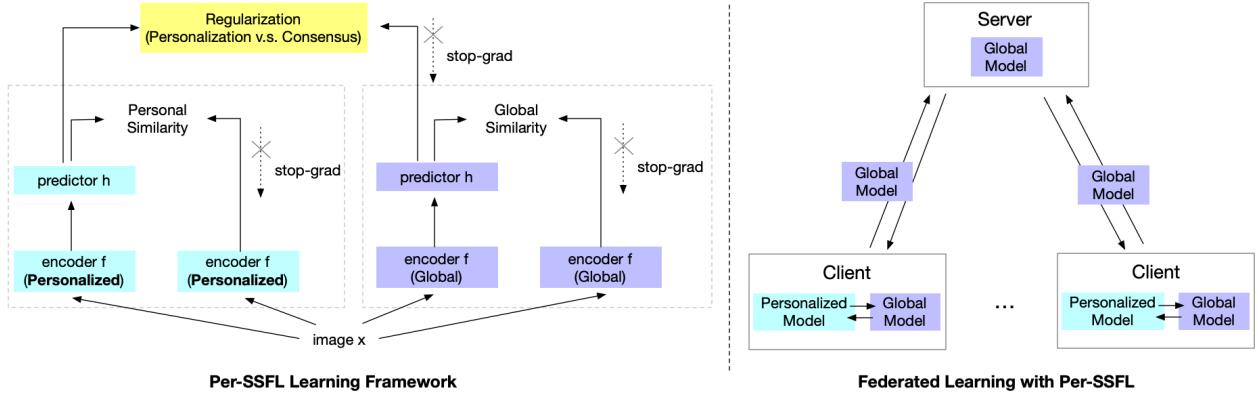 Regularization
(Personalization v.s. Consensus)
stop-grad
Personal
Similarity
Global
Similarity
stop-grad
stop-grad
predictor h
predictor h
encoder f
(Personalized)
encoder f
(Personalized)
encoder f
(Global)
encoder f
(Global)
image x
Per-SSFL Learning Framework
Server
Global
Model
Global
Model
Global
Model
Client
Personalized
Model
Global
Model
...
Client
Personalized
Model
Global
Model
Federated Learning with Per-SSFL